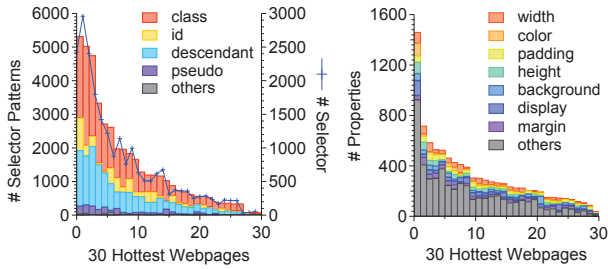 # Selector Patterns
6000
5000
4000
3000
2000
1000
0
class
id
descendant
pseudo
others
3000
2500
2000
1500
1000
500
0
# Selector
0 10 20 30
30 Hottest Webpages
# Properties
1600
1200
800
400
0
width
color
padding
height
background
display
margin
others
0 10 20 30
30 Hottest Webpages